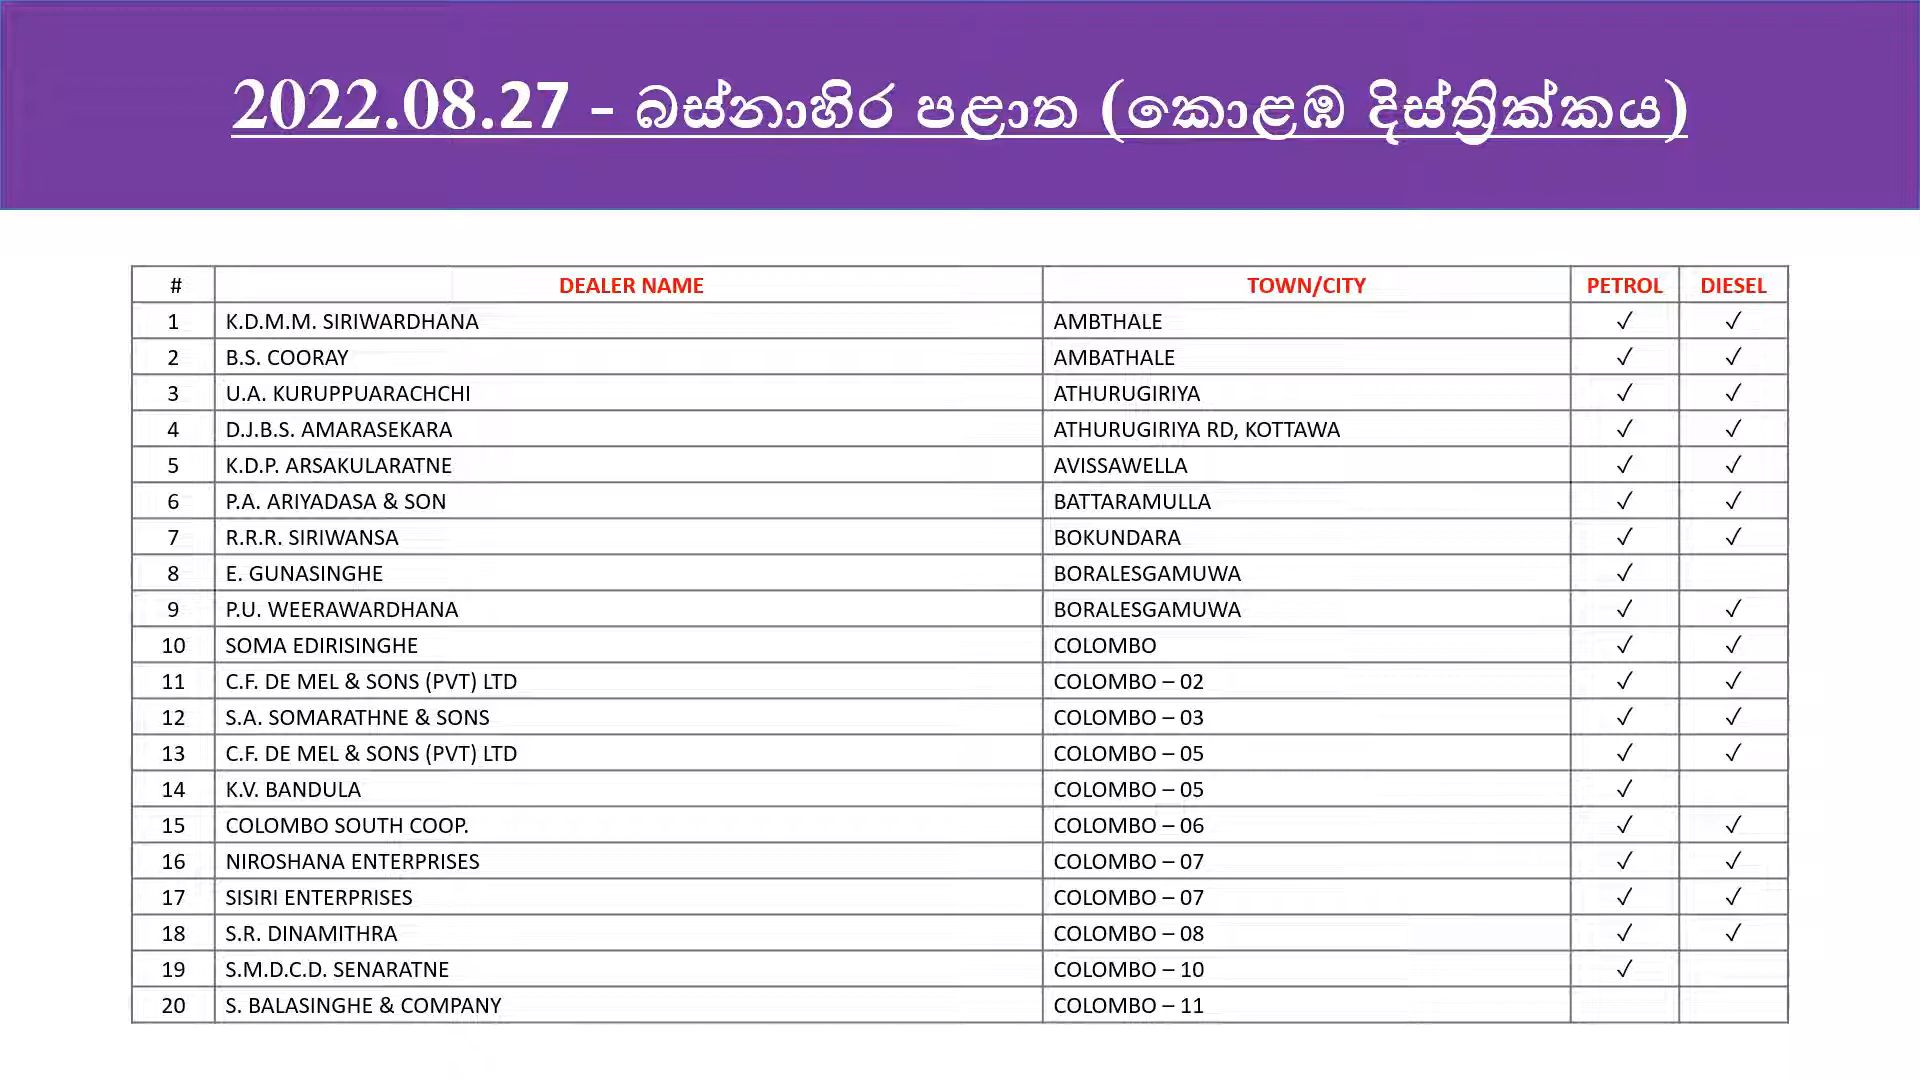 2022.08.27 - බස්නාහිර පළාත (කොළඹ දිස්ත්‍රික්කය)
# DEALER NAME TOWN/CITY PETROL DIESEL
1 K.D.M.M. SIRIWARDHANA AMBTHALE ✓ ✓
2 B.S. COORAY AMBATHALE ✓ ✓
3 U.A. KURUPPUARACHCHI ATHURUGIRIYA ✓ ✓
4 D.J.B.S. AMARASEKARA ATHURUGIRIYA RD, KOTTAWA ✓ ✓
5 K.D.P. ARSAKULARATNE AVISSAWELLA ✓ ✓
6 P.A. ARIYADASA & SON BATTARAMULLA ✓ ✓
7 R.R.R. SIRIWANSA BOKUNDARA ✓ ✓
8 E. GUNASINGHE BORALESGAMUWA ✓
9 P.U. WEERAWARDHANA BORALESGAMUWA ✓ ✓
10 SOMA EDIRISINGHE COLOMBO ✓ ✓
11 C.F. DE MEL & SONS (PVT) LTD COLOMBO – 02 ✓ ✓
12 S.A. SOMARATHNE & SONS COLOMBO – 03 ✓ ✓
13 C.F. DE MEL & SONS (PVT) LTD COLOMBO – 05 ✓ ✓
14 K.V. BANDULA COLOMBO – 05 ✓
15 COLOMBO SOUTH COOP. COLOMBO – 06 ✓ ✓
16 NIROSHANA ENTERPRISES COLOMBO – 07 ✓ ✓
17 SISIRI ENTERPRISES COLOMBO – 07 ✓ ✓
18 S.R. DINAMITHRA COLOMBO – 08 ✓ ✓
19 S.M.D.C.D. SENARATNE COLOMBO – 10 ✓
20 S. BALASINGHE & COMPANY COLOMBO – 11